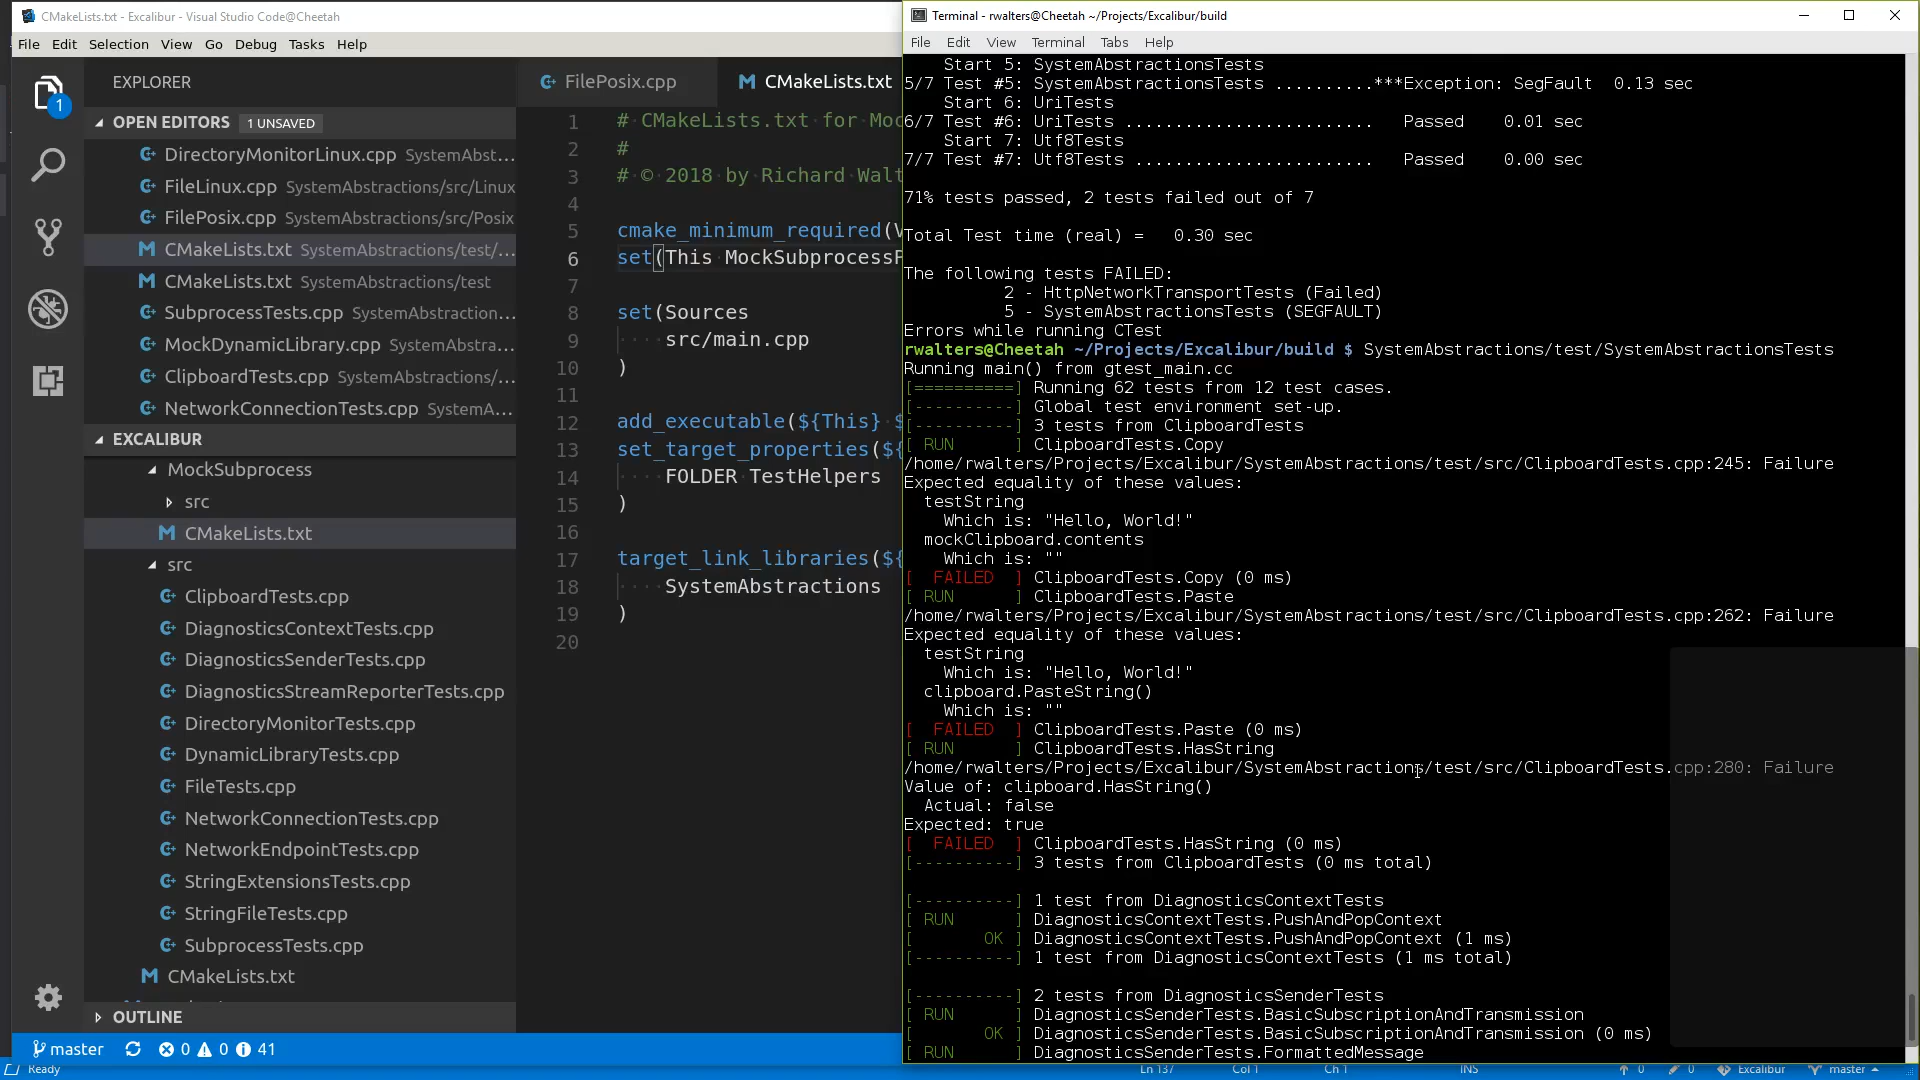 CMakeLists.txt - Excalibur - Visual Studio Code@Cheetah
File Edit Selection View Go Debug Tasks Help
1
EXPLORER
OPEN EDITORS 1 UNSAVED
DirectoryMonitorLinux.cpp SystemAbst...
FileLinux.cpp SystemAbstractions/src/Linux
FilePosix.cpp SystemAbstractions/src/Posix
CMakeLists.txt SystemAbstractions/test/...
CMakeLists.txt SystemAbstractions/test
SubprocessTests.cpp SystemAbstraction...
MockDynamicLibrary.cpp SystemAbstra...
ClipboardTests.cpp SystemAbstractions/...
NetworkConnectionTests.cpp SystemA...
EXCALIBUR
MockSubprocess
src
CMakeLists.txt
src
ClipboardTests.cpp
DiagnosticsContextTests.cpp
DiagnosticsSenderTests.cpp
DiagnosticsStreamReporterTests.cpp
DirectoryMonitorTests.cpp
DynamicLibraryTests.cpp
FileTests.cpp
NetworkConnectionTests.cpp
NetworkEndpointTests.cpp
StringExtensionsTests.cpp
StringFileTests.cpp
SubprocessTests.cpp
CMakeLists.txt
OUTLINE
master 0 0 41
FilePosix.cpp CMakeLists.txt
1 # CMakeLists.txt for Moc
2 #
3 # © 2018 by Richard Walt
4
5 cmake_minimum_required(V
6 set(This MockSubprocessP
7
8 set(Sources
9 src/main.cpp
10 )
11
12 add_executable(${This} $
13 set_target_properties(${
14 FOLDER TestHelpers
15 )
16
17 target_link_libraries(${
18 SystemAbstractions
19 )
20
Terminal - rwalters@Cheetah ~/Projects/Excalibur/build
File Edit View Terminal Tabs Help
Start 5: SystemAbstractionsTests
5/7 Test #5: SystemAbstractionsTests ..........***Exception: SegFault 0.13 sec
Start 6: UriTests
6/7 Test #6: UriTests ......................... Passed 0.01 sec
Start 7: Utf8Tests
7/7 Test #7: Utf8Tests ........................ Passed 0.00 sec
71% tests passed, 2 tests failed out of 7
Total Test time (real) = 0.30 sec
The following tests FAILED:
2 - HttpNetworkTransportTests (Failed)
5 - SystemAbstractionsTests (SEGFAULT)
Errors while running CTest
rwalters@Cheetah ~/Projects/Excalibur/build $ SystemAbstractions/test/SystemAbstractionsTests
Running main() from gtest_main.cc
[==========] Running 62 tests from 12 test cases.
[----------] Global test environment set-up.
[----------] 3 tests from ClipboardTests
[ RUN ] ClipboardTests.Copy
/home/rwalters/Projects/Excalibur/SystemAbstractions/test/src/ClipboardTests.cpp:245: Failure
Expected equality of these values:
testString
Which is: "Hello, World!"
mockClipboard.contents
Which is: ""
[ FAILED ] ClipboardTests.Copy (0 ms)
[ RUN ] ClipboardTests.Paste
/home/rwalters/Projects/Excalibur/SystemAbstractions/test/src/ClipboardTests.cpp:262: Failure
Expected equality of these values:
testString
Which is: "Hello, World!"
clipboard.PasteString()
Which is: ""
[ FAILED ] ClipboardTests.Paste (0 ms)
[ RUN ] ClipboardTests.HasString
/home/rwalters/Projects/Excalibur/SystemAbstractions/test/src/ClipboardTests.cpp:280: Failure
Value of: clipboard.HasString()
Actual: false
Expected: true
[ FAILED ] ClipboardTests.HasString (0 ms)
[----------] 3 tests from ClipboardTests (0 ms total)
[----------] 1 test from DiagnosticsContextTests
[ RUN ] DiagnosticsContextTests.PushAndPopContext
[ OK ] DiagnosticsContextTests.PushAndPopContext (1 ms)
[----------] 1 test from DiagnosticsContextTests (1 ms total)
[----------] 2 tests from DiagnosticsSenderTests
[ RUN ] DiagnosticsSenderTests.BasicSubscriptionAndTransmission
[ OK ] DiagnosticsSenderTests.BasicSubscriptionAndTransmission (0 ms)
[ RUN ] DiagnosticsSenderTests.FormattedMessage
Ready Ln 137 Col 1 Ch 1 INS 0 0 Excalibur master